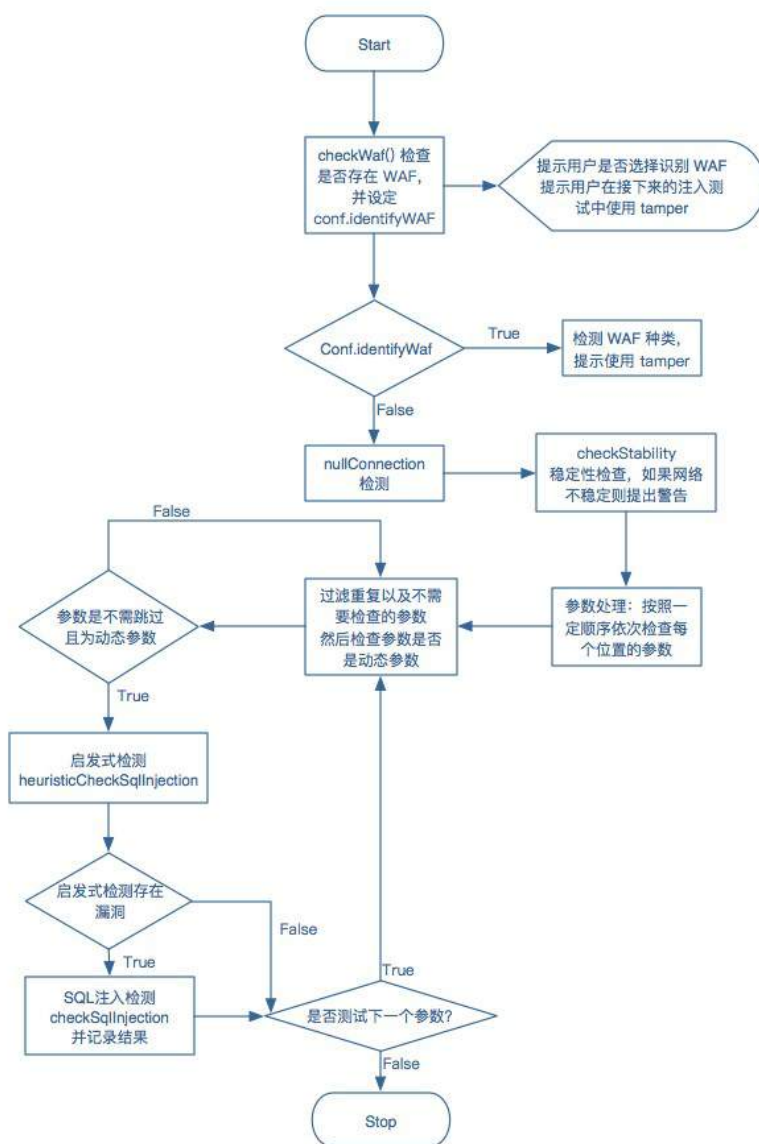 Start
checkWaf() 检查
是否存在 WAF，
并设定
conf.identifyWAF
提示用户是否选择识别 WAF
提示用户在接下来的注入测
试中使用 tamper
Conf.identifyWaf
True
检测 WAF 种类，
提示使用 tamper
False
nullConnection
检测
checkStability
稳定性检查，如果网络
不稳定则提出警告
False
参数是不需跳过
且为动态参数
过滤重复以及不需
要检查的参数
然后检查参数是否
是动态参数
参数处理：按照一
定顺序依次检查每
个位置的参数
True
启发式检测
heuristicCheckSqlInjection
启发式检测存在
漏洞
False
True
SQL注入检测
checkSqlInjection
并记录结果
True
是否测试下一个参数？
False
Stop